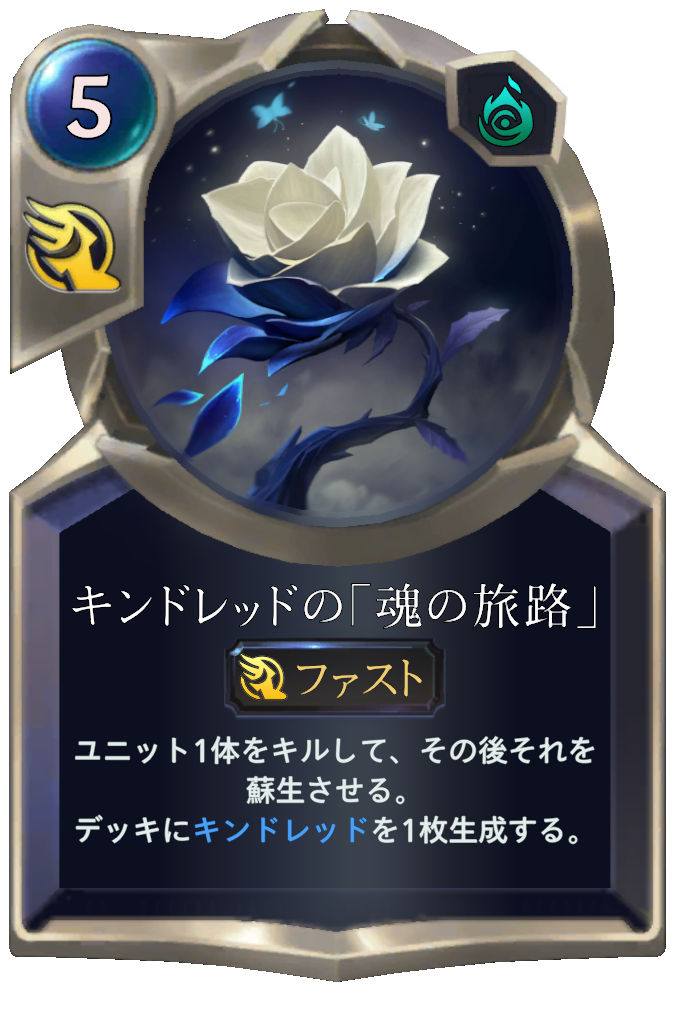 5
キンドレッドの「魂の旅路」
ファスト
ユニット1体をキルして、その後それを
蘇生させる。
デッキにキンドレッドを1枚生成する。